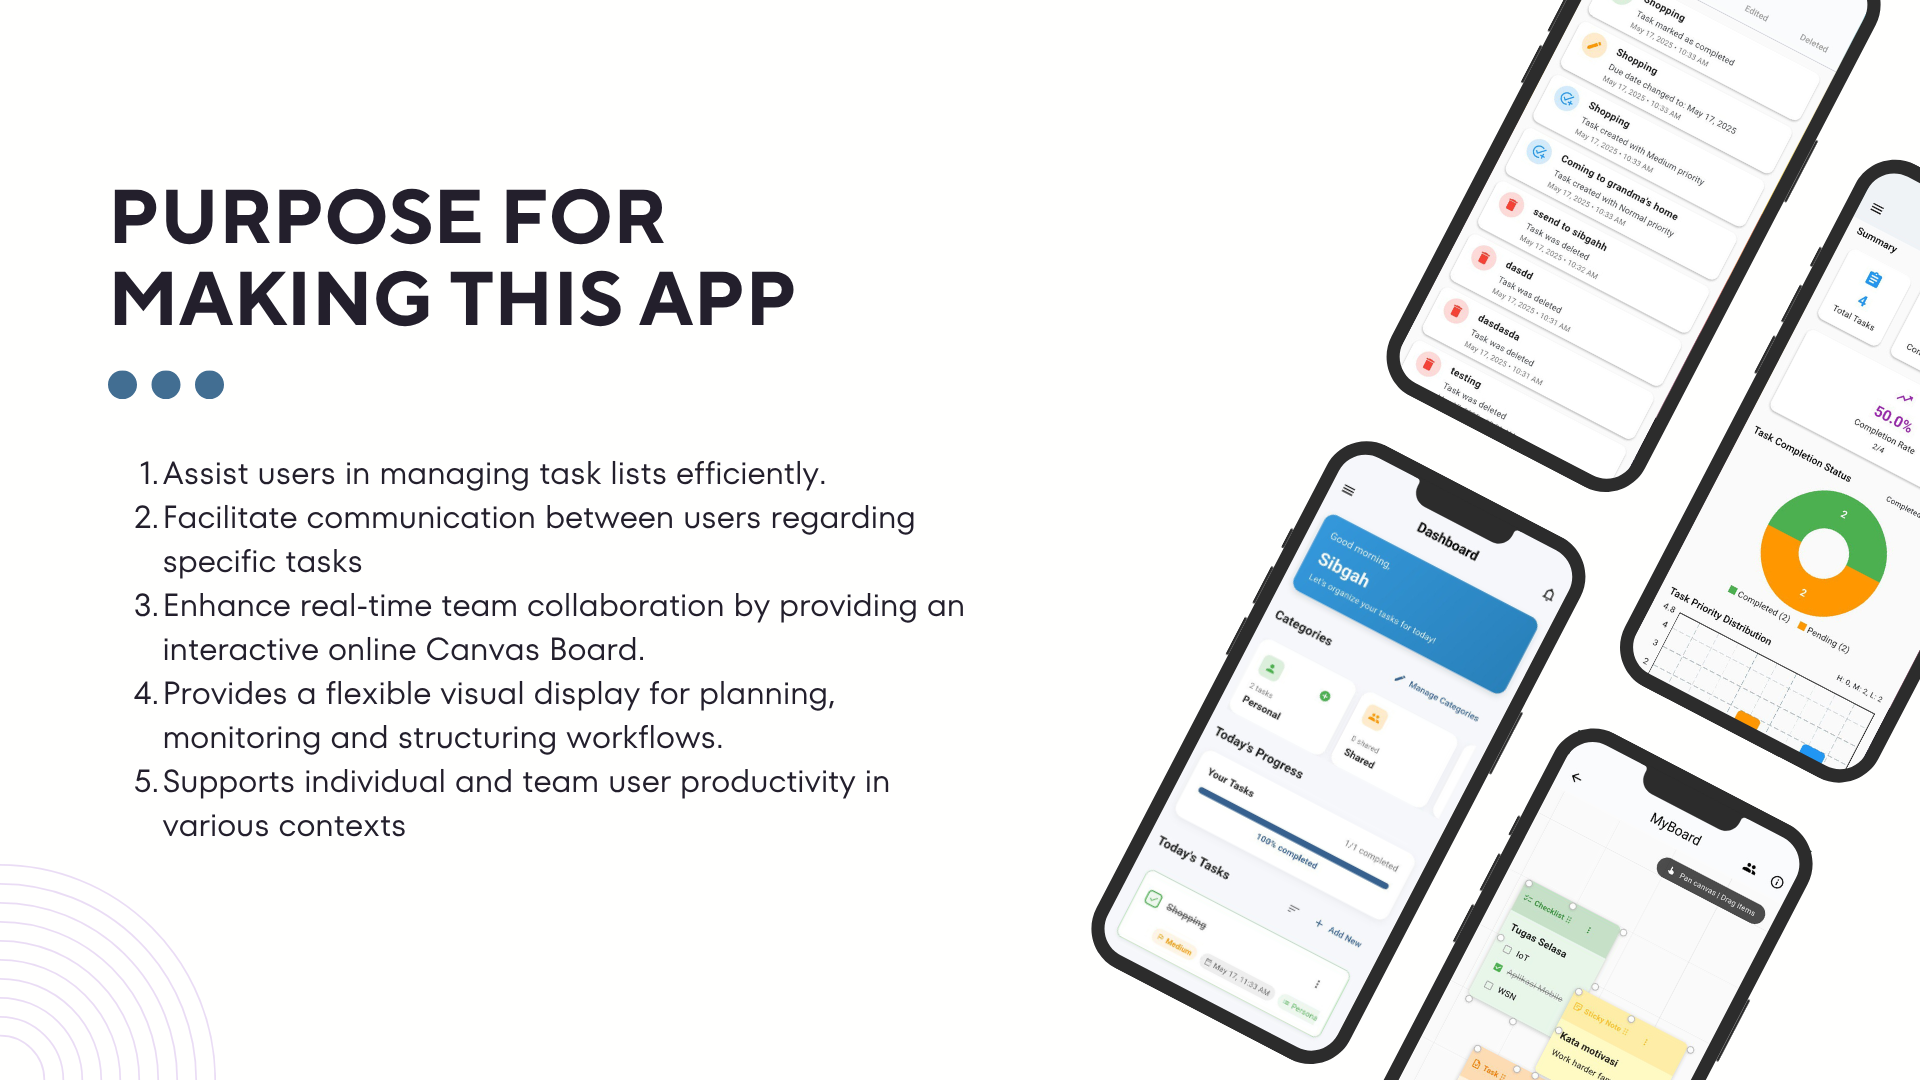 PURPOSE FOR
MAKING THIS APP
1. Assist users in managing task lists efficiently.
2. Facilitate communication between users regarding
specific tasks
3. Enhance real-time team collaboration by providing an
interactive online Canvas Board.
4. Provides a flexible visual display for planning,
monitoring and structuring workflows.
5. Supports individual and team user productivity in
various contexts
Edited
Deleted
Shopping
Task marked as completed
May 17, 2025 • 10:33 AM
Shopping
Due date changed to: May 17, 2025
May 17, 2025 • 10:33 AM
Shopping
Task created with Medium priority
May 17, 2025 • 10:33 AM
Coming to grandma's home
Task created with Normal priority
May 17, 2025 • 10:33 AM
ssend to sibgahh
Task was deleted
May 17, 2025 • 10:32 AM
dasdd
Task was deleted
May 17, 2025 • 10:31 AM
dasdasda
Task was deleted
May 17, 2025 • 10:31 AM
testing
Task was deleted
Summary
4
Total Tasks
50.0%
Completion Rate
2/4
Task Completion Status
Completed
2
2
Completed (2)
Pending (2)
Task Priority Distribution
H: 0, M: 2, L: 2
4.8
4
3
2
Dashboard
Good morning,
Sibgah
Let's organize your tasks for today!
Categories
Manage Categories
2 tasks
Personal
0 shared
Shared
Today's Progress
Your Tasks
1/1 completed
100% completed
Today's Tasks
Add New
Shopping
Medium
May 17, 11:33 AM
Persona
MyBoard
Pan canvas | Drag items
Checklist
Tugas Selasa
IoT
Aplikasi Mobile
WSN
Sticky Note
Kata motivasi
Work harder
Task